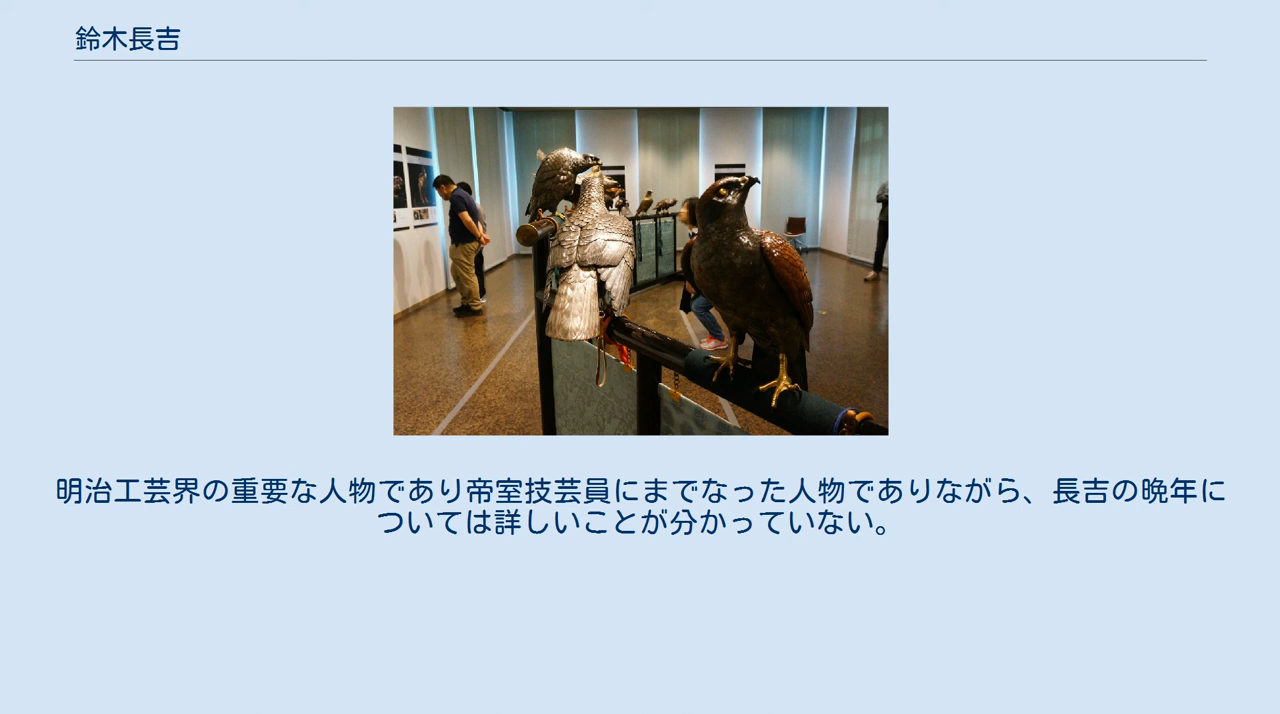 鈴木長吉
明治工芸界の重要な人物であり帝室技芸員にまでなった人物でありながら、長吉の晩年に
ついては詳しいことが分かっていない。